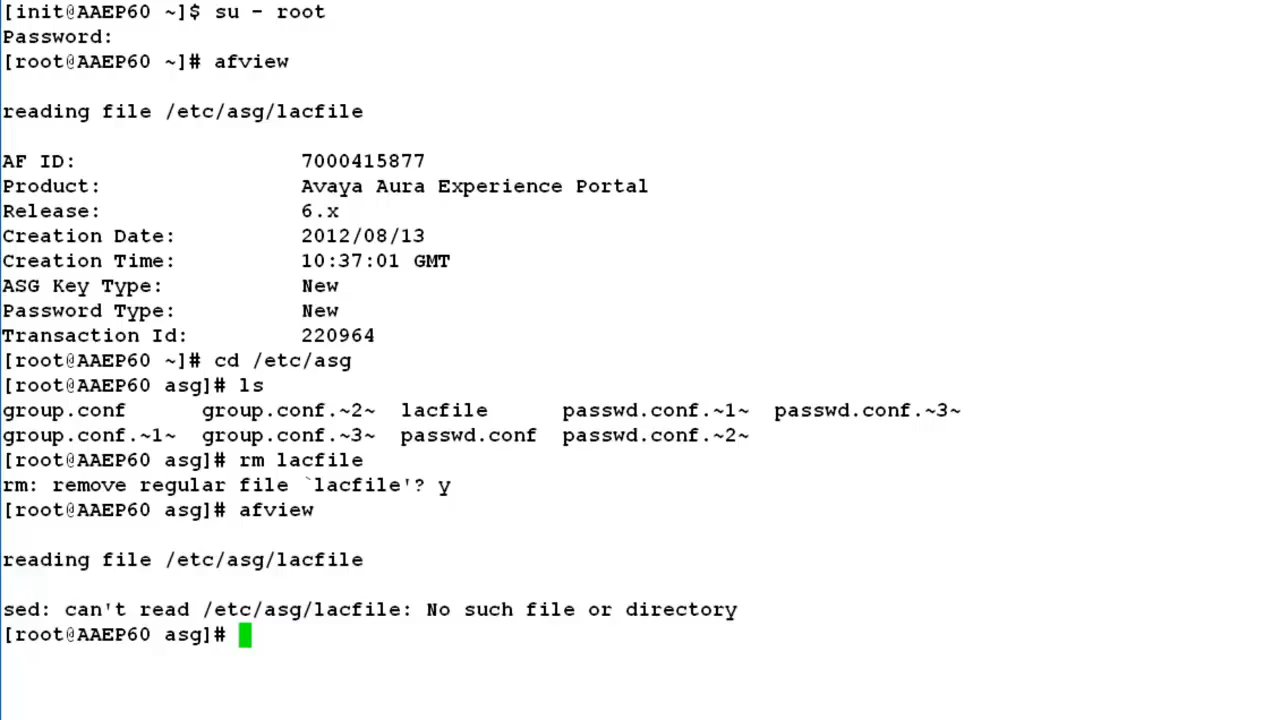 [init@AAEP60 ~]$ su - root
Password:
[root@AAEP60 ~]# afview
reading file /etc/asg/lacfile
AF ID: 7000415877
Product: Avaya Aura Experience Portal
Release: 6.x
Creation Date: 2012/08/13
Creation Time: 10:37:01 GMT
ASG Key Type: New
Password Type: New
Transaction Id: 220964
[root@AAEP60 ~]# cd /etc/asg
[root@AAEP60 asg]# ls
group.conf group.conf.~2~ lacfile passwd.conf.~1~ passwd.conf.~3~
group.conf.~1~ group.conf.~3~ passwd.conf passwd.conf.~2~
[root@AAEP60 asg]# rm lacfile
rm: remove regular file `lacfile'? y
[root@AAEP60 asg]# afview
reading file /etc/asg/lacfile
sed: can't read /etc/asg/lacfile: No such file or directory
[root@AAEP60 asg]#